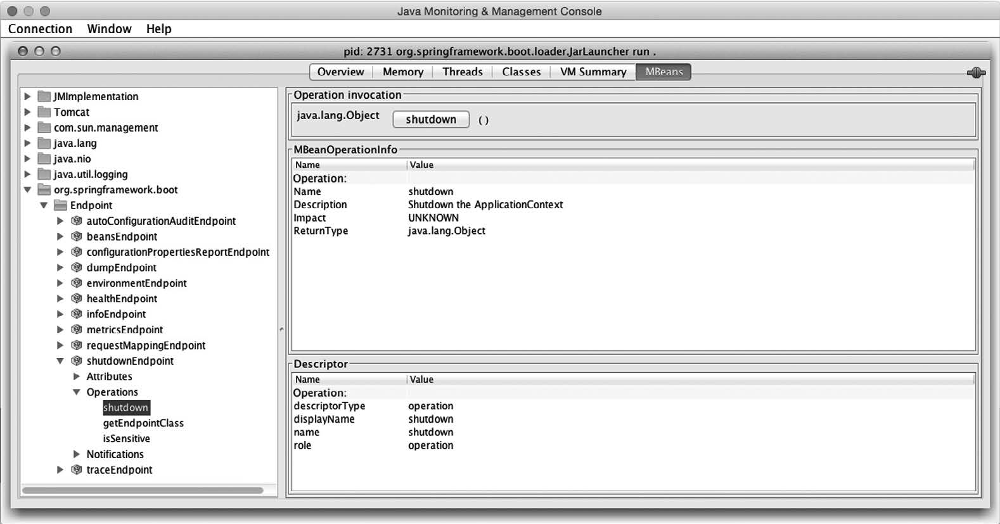 Java Monitoring & Management Console
Connection Window Help
pid: 2731 org.springframework.boot.loader.JarLauncher run .
Overview Memory Threads Classes VM Summary MBeans
JMImplementation
Tomcat
com.sun.management
java.lang
java.nio
java.util.logging
org.springframework.boot
Endpoint
autoConfigurationAuditEndpoint
beansEndpoint
configurationPropertiesReportEndpoint
dumpEndpoint
environmentEndpoint
healthEndpoint
infoEndpoint
metricsEndpoint
requestMappingEndpoint
shutdownEndpoint
Attributes
Operations
shutdown
getEndpointClass
isSensitive
Notifications
traceEndpoint
Operation invocation
java.lang.Object shutdown ( )
MBeanOperationInfo
Name Value
Operation:
Name shutdown
Description Shutdown the ApplicationContext
Impact UNKNOWN
ReturnType java.lang.Object
Descriptor
Name Value
Operation:
descriptorType operation
displayName shutdown
name shutdown
role operation